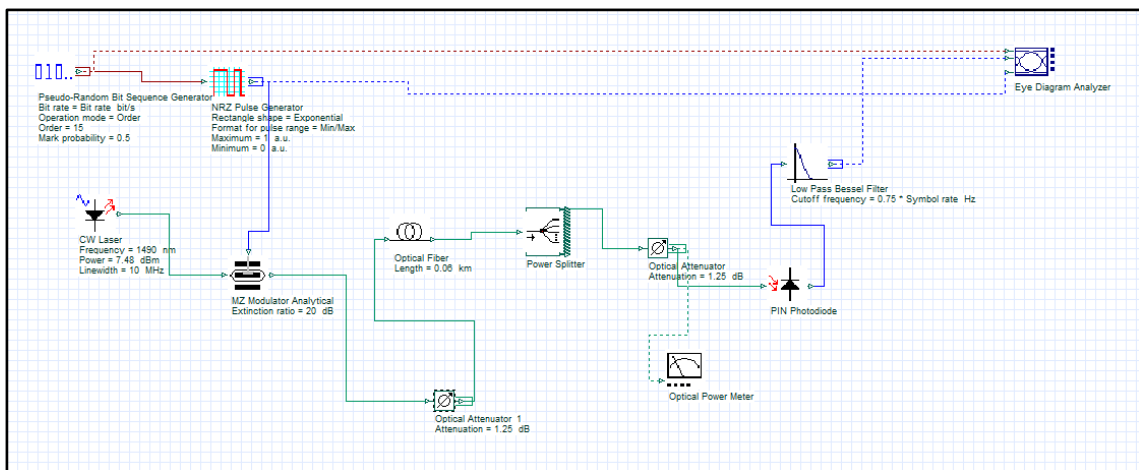 010..
Pseudo-Random Bit Sequence Generator
Bit rate = Bit rate bit/s
Operation mode = Order
Order = 15
Mark probability = 0.5
NRZ Pulse Generator
Rectangle shape = Exponential
Format for pulse range = Min/Max
Maximum = 1 a.u.
Minimum = 0 a.u.
Eye Diagram Analyzer
Low Pass Bessel Filter
Cutoff frequency = 0.75 * Symbol rate Hz
CW Laser
Frequency = 1490 nm
Power = 7.48 dBm
Linewidth = 10 MHz
MZ Modulator Analytical
Extinction ratio = 20 dB
Optical Fiber
Length = 0.06 km
Power Splitter
Optical Attenuator
Attenuation = 1.25 dB
PIN Photodiode
Optical Power Meter
Optical Attenuator 1
Attenuation = 1.25 dB